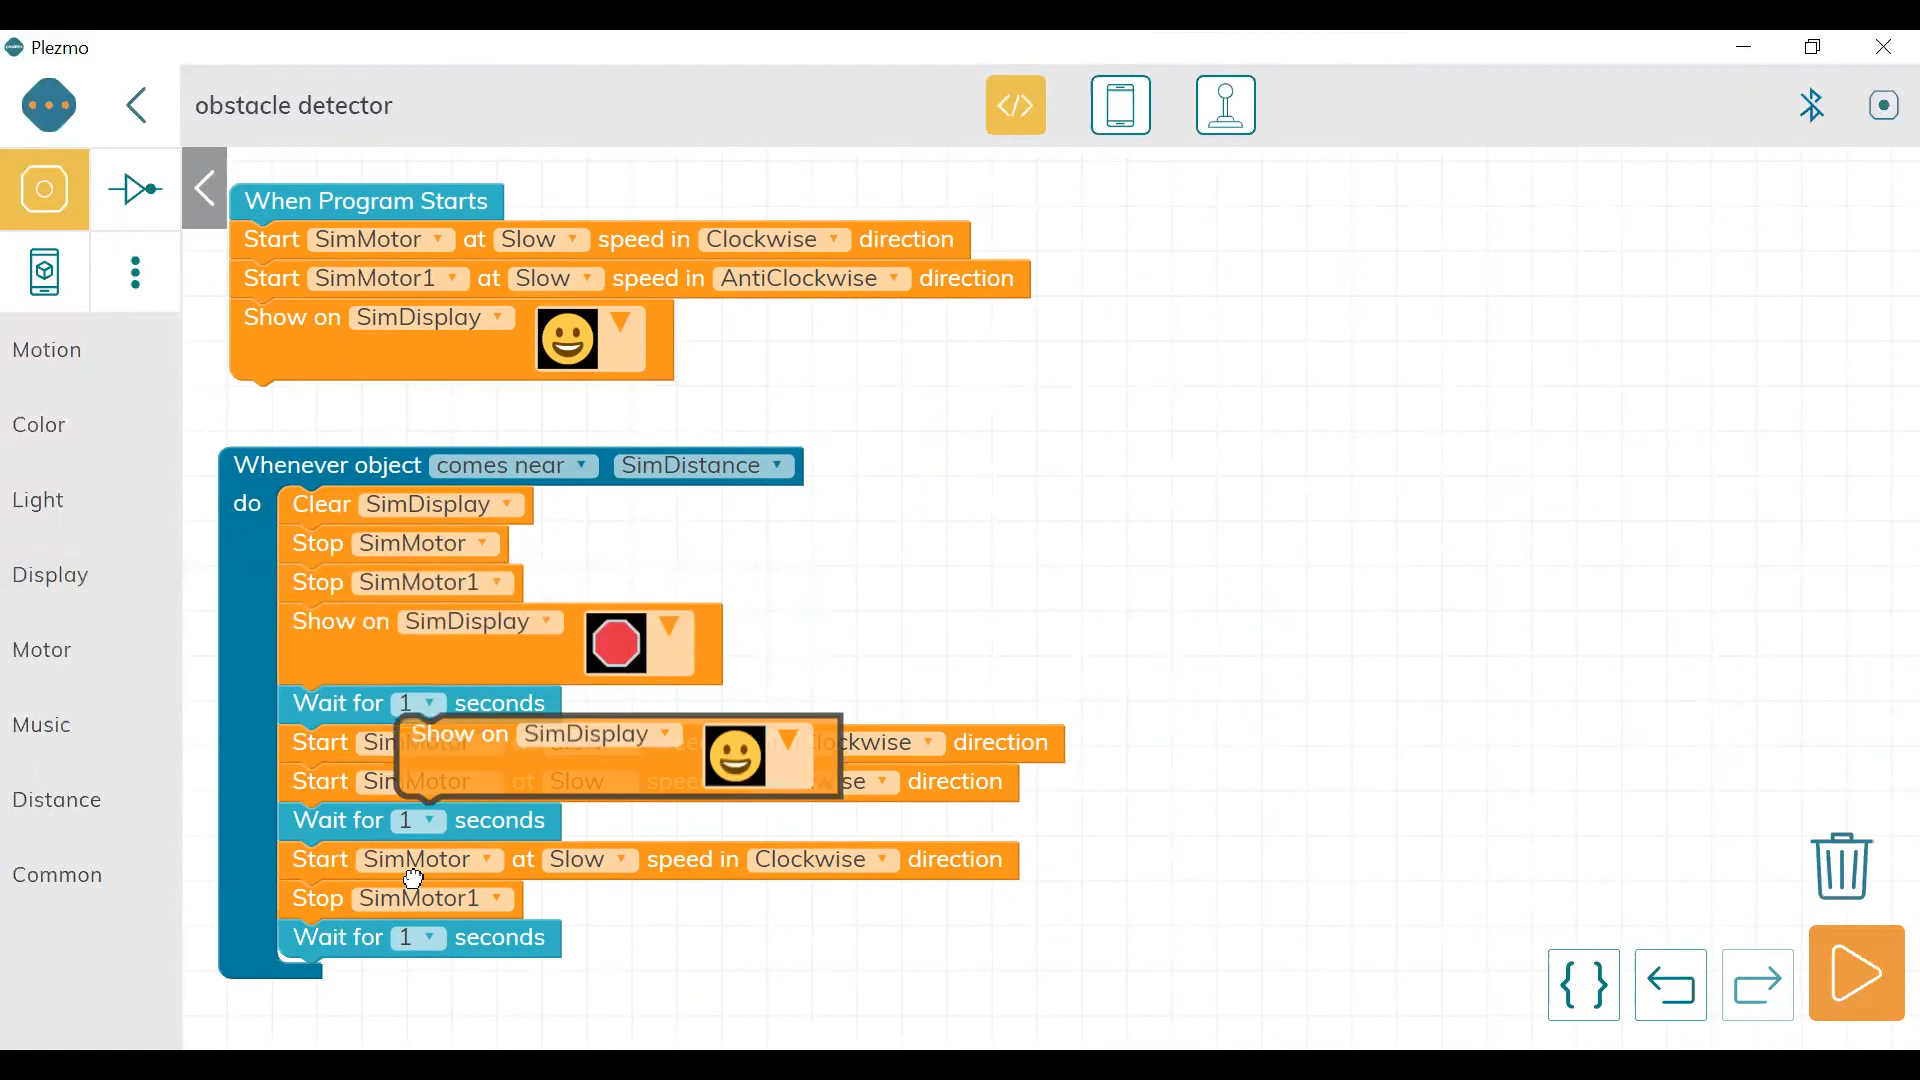 Plezmo
obstacle detector
</>
When Program Starts
Start SimMotor at Slow speed in Clockwise direction
Start SimMotor1 at Slow speed in AntiClockwise direction
Show on SimDisplay
Motion
Color
Light
Display
Motor
Music
Distance
Common
Whenever object comes near SimDistance
do
Clear SimDisplay
Stop SimMotor
Stop SimMotor1
Show on SimDisplay
Wait for 1 seconds
Show on SimDisplay
Start direction
Start at Slow direction
Wait for 1 seconds
Start SimMotor at Slow speed in Clockwise direction
Stop SimMotor1
Wait for 1 seconds
{ }